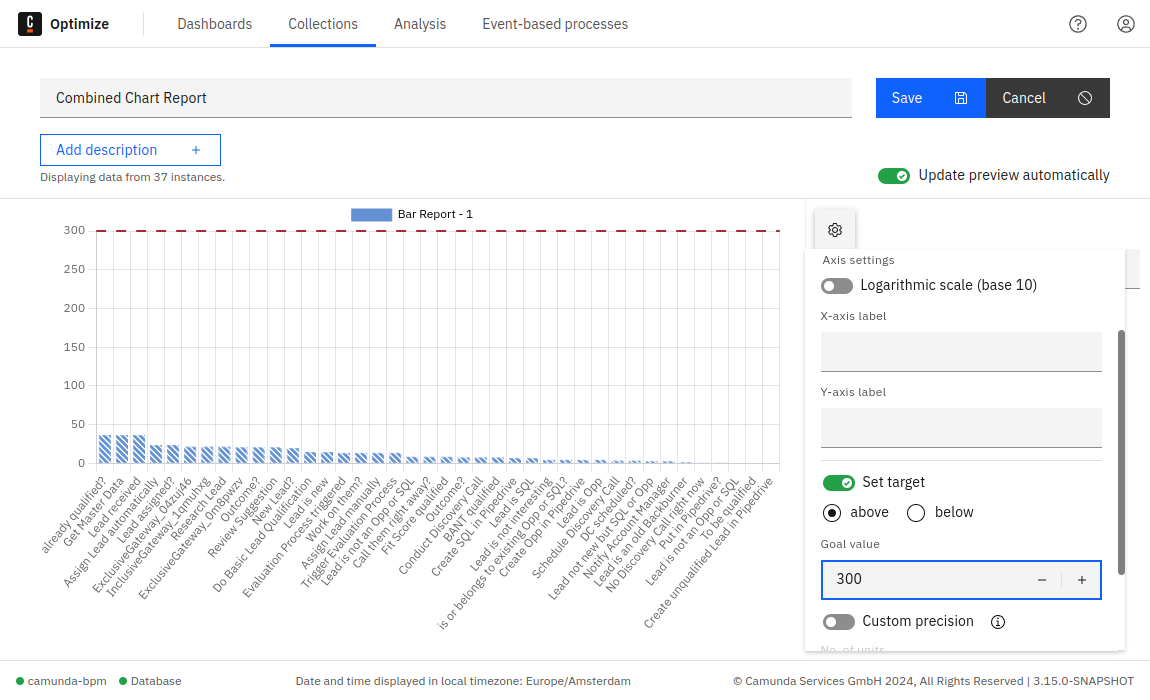 C Optimize
Dashboards Collections Analysis Event-based processes
Combined Chart Report
Save Cancel
Add description +
Displaying data from 37 instances.
Update preview automatically
Bar Report - 1
300
250
200
150
100
50
0
already qualified?
Get Master Data
Lead received
Assign Lead automatically
Lead assigned?
ExclusiveGateway_04zuj46
InclusiveGateway_1qmuhxg
Research Lead
ExclusiveGateway_0m8pwzv
Outcome?
Review Suggestion
New Lead?
Do Basic Lead Qualification
Lead is new
Evaluation Process triggered
Work on them?
Assign Lead manually
Trigger Evaluation Process
Lead is not an Opp or SQL
Call them right away?
Fit Score qualified
Outcome?
Conduct Discovery Call
BANT qualified
Create SQL in Pipedrive
Lead is SQL
Lead is not interesting
is or belongs to existing Opp or SQL?
Create Opp in Pipedrive
Lead is Opp
Schedule Discovery Call
DC scheduled?
Lead not new but SQL or Opp
Notify Account Manager
Lead is an old Backburner
No Discovery Call right now
Put in Pipedrive?
Lead is not an Opp or SQL
To be qualified
Create unqualified Lead in Pipedrive
Axis settings
Logarithmic scale (base 10)
X-axis label
Y-axis label
Set target
above below
Goal value
300 − +
Custom precision
No. of units
camunda-bpm Database
Date and time displayed in local timezone: Europe/Amsterdam
© Camunda Services GmbH 2024, All Rights Reserved | 3.15.0-SNAPSHOT